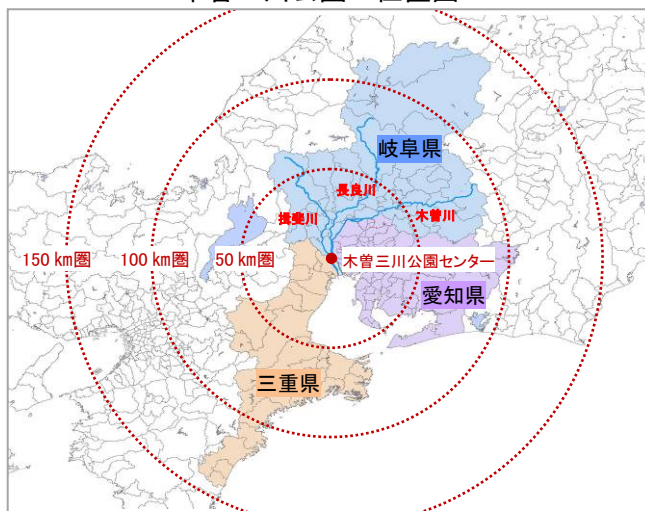 岐阜県
長良川
揖斐川
木曽川
150 km圏
100 km圏
50 km圏
木曽三川公園センター
愛知県
三重県